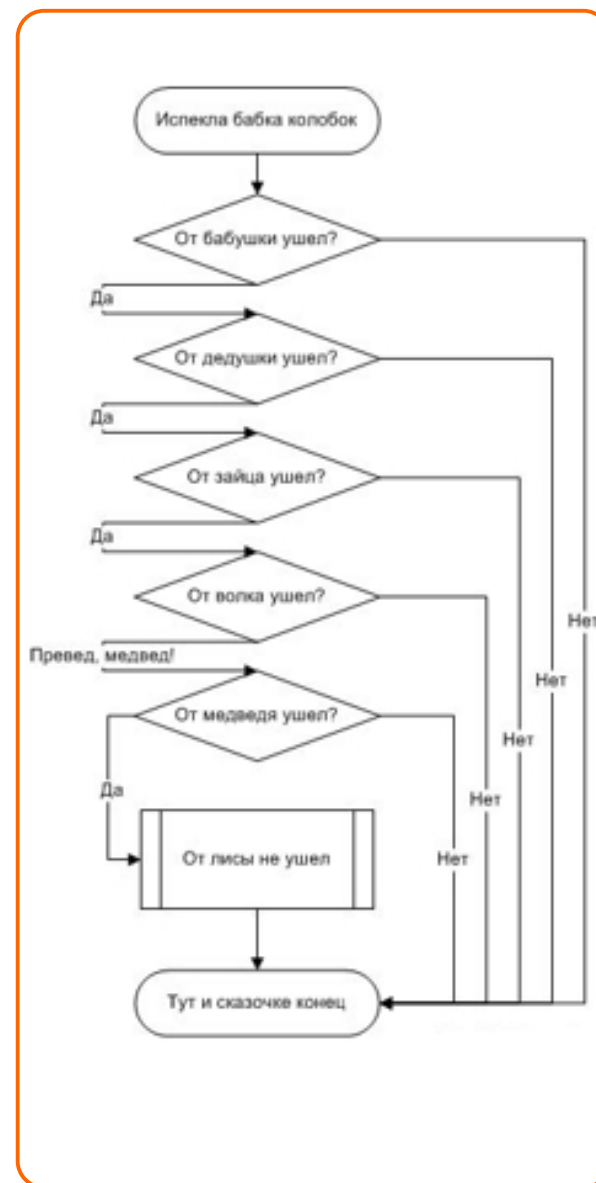 Испекла бабка колобок
От бабушки ушел?
Да
От дедушки ушел?
Да
От зайца ушел?
Да
От волка ушел?
Нет
Превед, медвед!
Нет
От медведя ушел?
Нет
Да
Нет
От лисы не ушел
Нет
Тут и сказочке конец